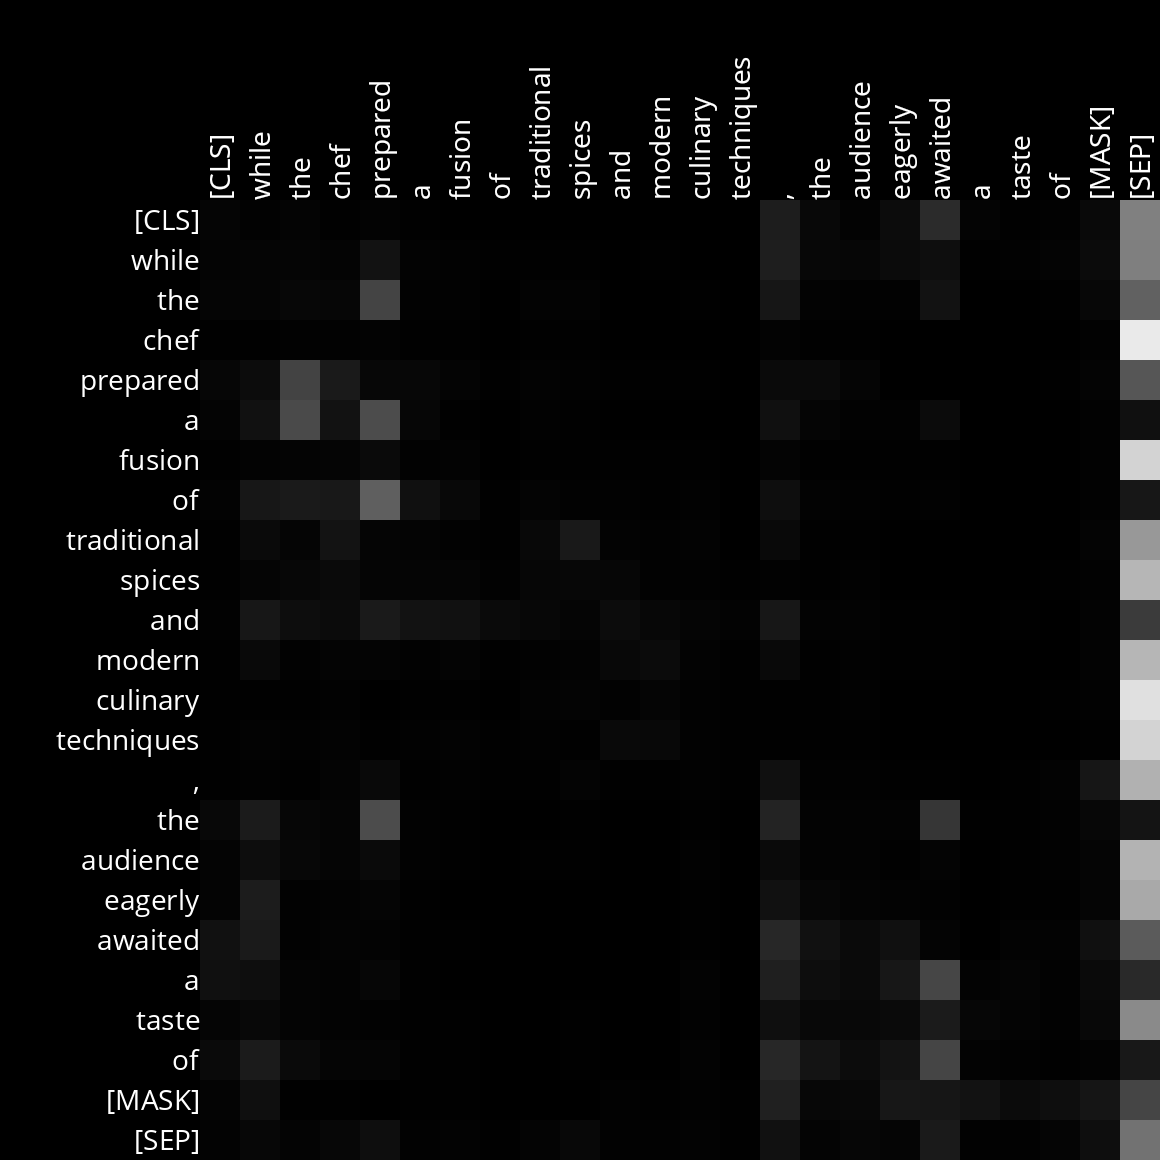 [CLS] while the chef prepared a fusion of traditional spices and modern culinary techniques , the audience eagerly awaited a taste of [MASK] [SEP]
[CLS]
while
the
chef
prepared
a
fusion
of
traditional
spices
and
modern
culinary
techniques
,
the
audience
eagerly
awaited
a
taste
of
[MASK]
[SEP]